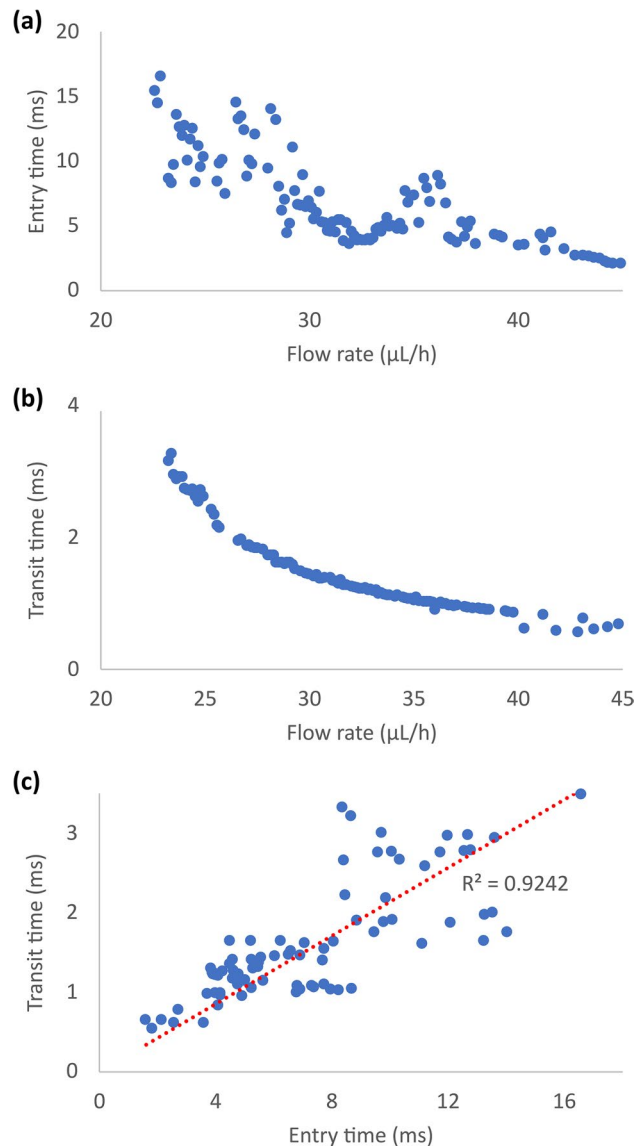 (a)
20
15
10
5
0
Entry time (ms)
20 30 40
Flow rate (µL/h)
(b)
4
2
0
Transit time (ms)
20 25 30 35 40 45
Flow rate (µL/h)
(c)
3
2
1
0
Transit time (ms)
R² = 0.9242
0 4 8 12 16
Entry time (ms)